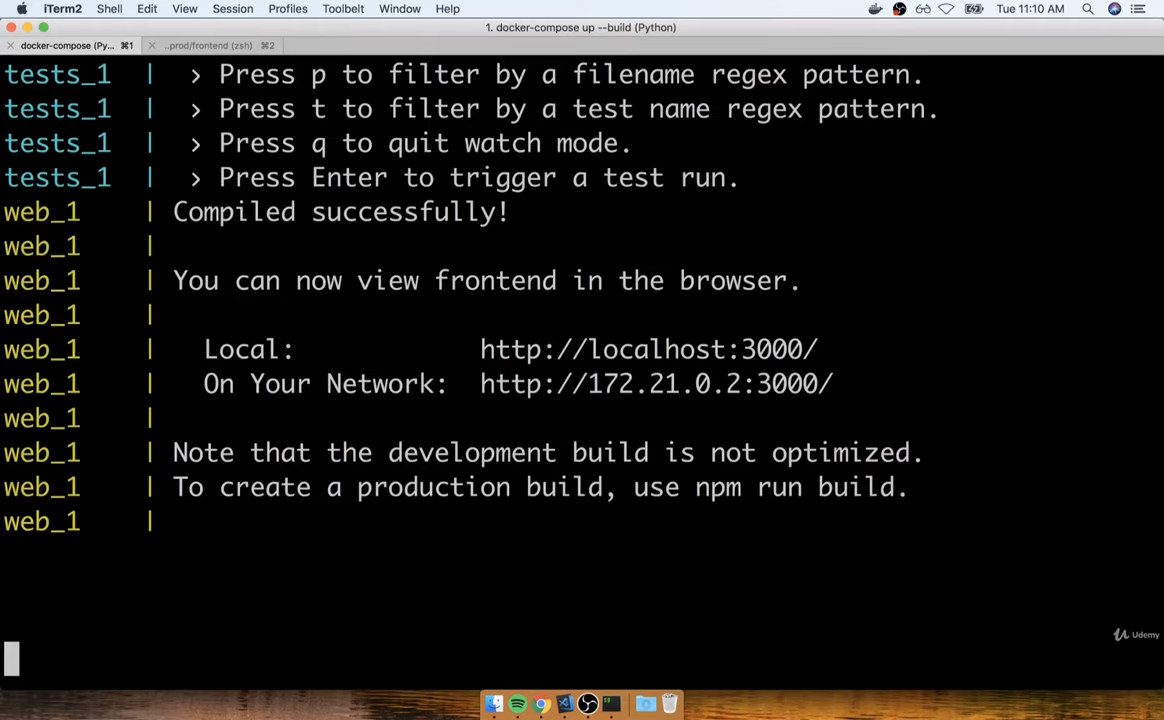 iTerm2 Shell Edit View Session Profiles Toolbelt Window Help Tue 11:10 AM
1. docker-compose up --build (Python)
docker-compose (Py... ⌘1 ..prod/frontend (zsh) ⌘2
tests_1 | › Press p to filter by a filename regex pattern.
tests_1 | › Press t to filter by a test name regex pattern.
tests_1 | › Press q to quit watch mode.
tests_1 | › Press Enter to trigger a test run.
web_1 | Compiled successfully!
web_1 |
web_1 | You can now view frontend in the browser.
web_1 |
web_1 | Local: http://localhost:3000/
web_1 | On Your Network: http://172.21.0.2:3000/
web_1 |
web_1 | Note that the development build is not optimized.
web_1 | To create a production build, use npm run build.
web_1 |
Udemy